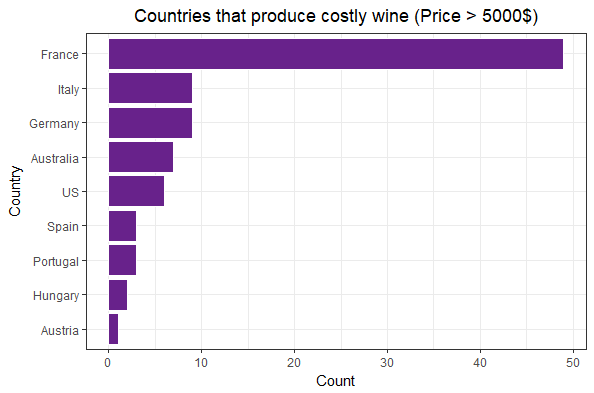 Countries that produce costly wine (Price > 5000$)
France
Italy
Germany
Australia
US
Spain
Portugal
Hungary
Austria
Country
0 10 20 30 40 50
Count